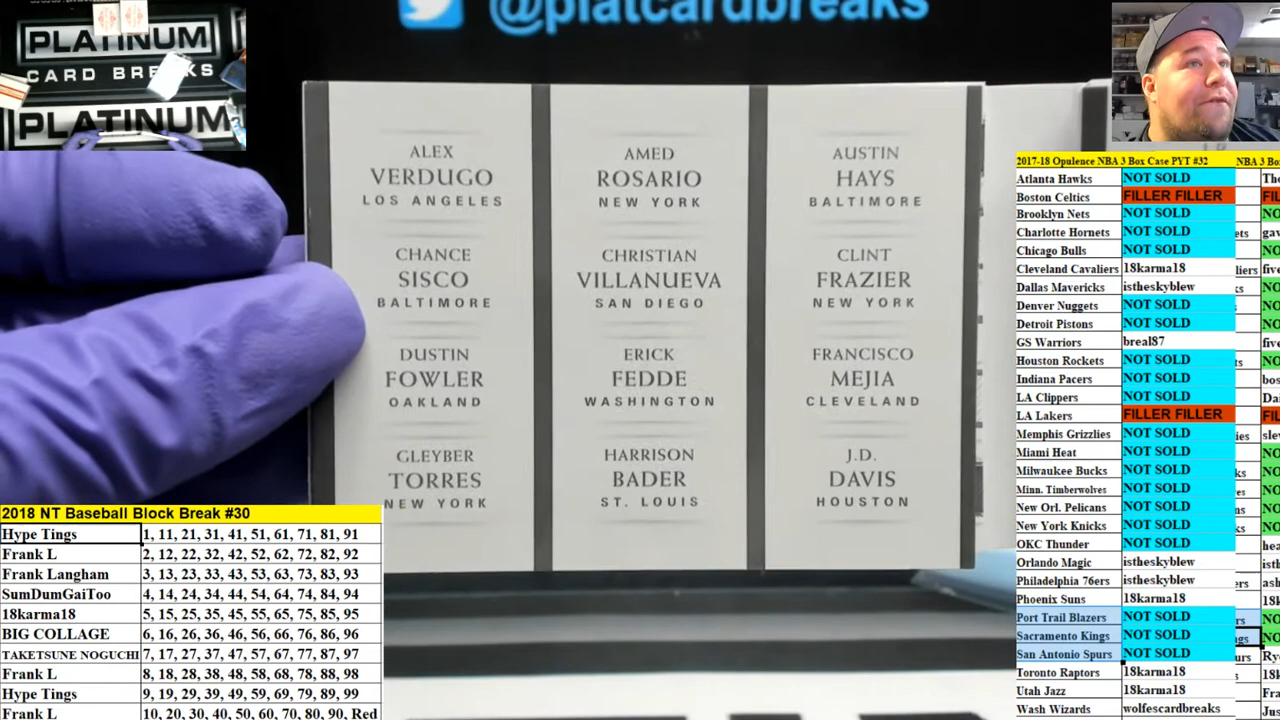 @platcardbreaks
PLATINUM
CARD BREAKS
PLATINUM
ALEX
VERDUGO
LOS ANGELES
AMED
ROSARIO
NEW YORK
AUSTIN
HAYS
BALTIMORE
CHANCE
SISCO
BALTIMORE
CHRISTIAN
VILLANUEVA
SAN DIEGO
CLINT
FRAZIER
NEW YORK
DUSTIN
FOWLER
OAKLAND
ERICK
FEDDE
WASHINGTON
FRANCISCO
MEJIA
CLEVELAND
GLEYBER
TORRES
NEW YORK
HARRISON
BADER
ST. LOUIS
J.D.
DAVIS
HOUSTON
2018 NT Baseball Block Break #30
Hype Tings 1, 11, 21, 31, 41, 51, 61, 71, 81, 91
Frank L 2, 12, 22, 32, 42, 52, 62, 72, 82, 92
Frank Langham 3, 13, 23, 33, 43, 53, 63, 73, 83, 93
SumDumGaiToo 4, 14, 24, 34, 44, 54, 64, 74, 84, 94
18karma18 5, 15, 25, 35, 45, 55, 65, 75, 85, 95
BIG COLLAGE 6, 16, 26, 36, 46, 56, 66, 76, 86, 96
TAKETSUNE NOGUCHI 7, 17, 27, 37, 47, 57, 67, 77, 87, 97
Frank L 8, 18, 28, 38, 48, 58, 68, 78, 88, 98
Hype Tings 9, 19, 29, 39, 49, 59, 69, 79, 89, 99
Frank L 10, 20, 30, 40, 50, 60, 70, 80, 90, Red
2017-18 Opulence NBA 3 Box Case PYT #32 NBA 3 Bo
Atlanta Hawks NOT SOLD
Boston Celtics FILLER FILLER
Brooklyn Nets NOT SOLD
Charlotte Hornets NOT SOLD
Chicago Bulls NOT SOLD
Cleveland Cavaliers 18karma18
Dallas Mavericks istheskyblew
Denver Nuggets NOT SOLD
Detroit Pistons NOT SOLD
GS Warriors breal87
Houston Rockets NOT SOLD
Indiana Pacers NOT SOLD
LA Clippers NOT SOLD
LA Lakers FILLER FILLER
Memphis Grizzlies NOT SOLD
Miami Heat NOT SOLD
Milwaukee Bucks NOT SOLD
Minn. Timberwolves NOT SOLD
New Orl. Pelicans NOT SOLD
New York Knicks NOT SOLD
OKC Thunder NOT SOLD
Orlando Magic istheskyblew
Philadelphia 76ers istheskyblew
Phoenix Suns 18karma18
Port Trail Blazers NOT SOLD
Sacramento Kings NOT SOLD
San Antonio Spurs NOT SOLD
Toronto Raptors 18karma18
Utah Jazz 18karma18
Wash Wizards wolfescardbreaks